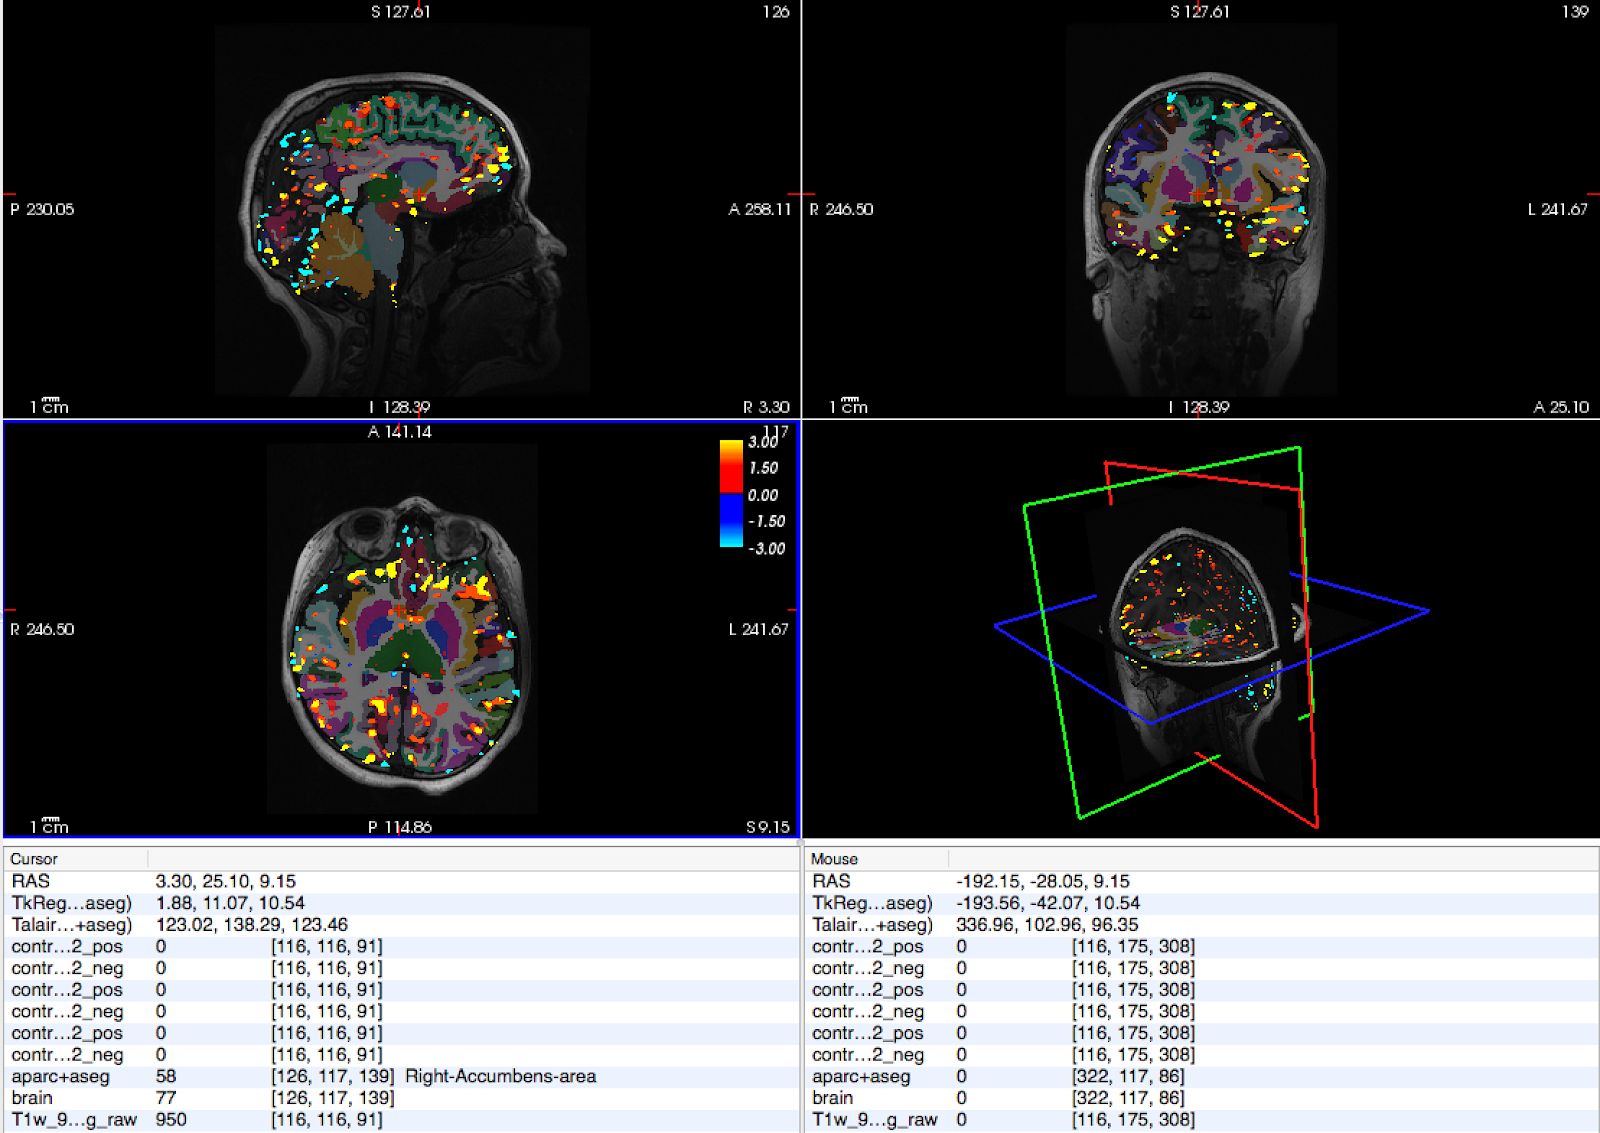 S 127.61
126
P 230.05
A 258.11
1 cm
I 128.39
R 3.30
S 127.61
139
R 246.50
L 241.67
1 cm
I 128.39
A 25.10
A 141.14
117
3.00
1.50
0.00
-1.50
-3.00
R 246.50
L 241.67
1 cm
P 114.86
S 9.15
Cursor
RAS 3.30, 25.10, 9.15
TkReg...aseg) 1.88, 11.07, 10.54
Talair...+aseg) 123.02, 138.29, 123.46
contr...2_pos 0 [116, 116, 91]
contr...2_neg 0 [116, 116, 91]
contr...2_pos 0 [116, 116, 91]
contr...2_neg 0 [116, 116, 91]
contr...2_pos 0 [116, 116, 91]
contr...2_neg 0 [116, 116, 91]
aparc+aseg 58 [126, 117, 139] Right-Accumbens-area
brain 77 [126, 117, 139]
T1w_9...g_raw 950 [116, 116, 91]
Mouse
RAS -192.15, -28.05, 9.15
TkReg...aseg) -193.56, -42.07, 10.54
Talair...+aseg) 336.96, 102.96, 96.35
contr...2_pos 0 [116, 175, 308]
contr...2_neg 0 [116, 175, 308]
contr...2_pos 0 [116, 175, 308]
contr...2_neg 0 [116, 175, 308]
contr...2_pos 0 [116, 175, 308]
contr...2_neg 0 [116, 175, 308]
aparc+aseg 0 [322, 117, 86]
brain 0 [322, 117, 86]
T1w_9...g_raw 0 [116, 175, 308]